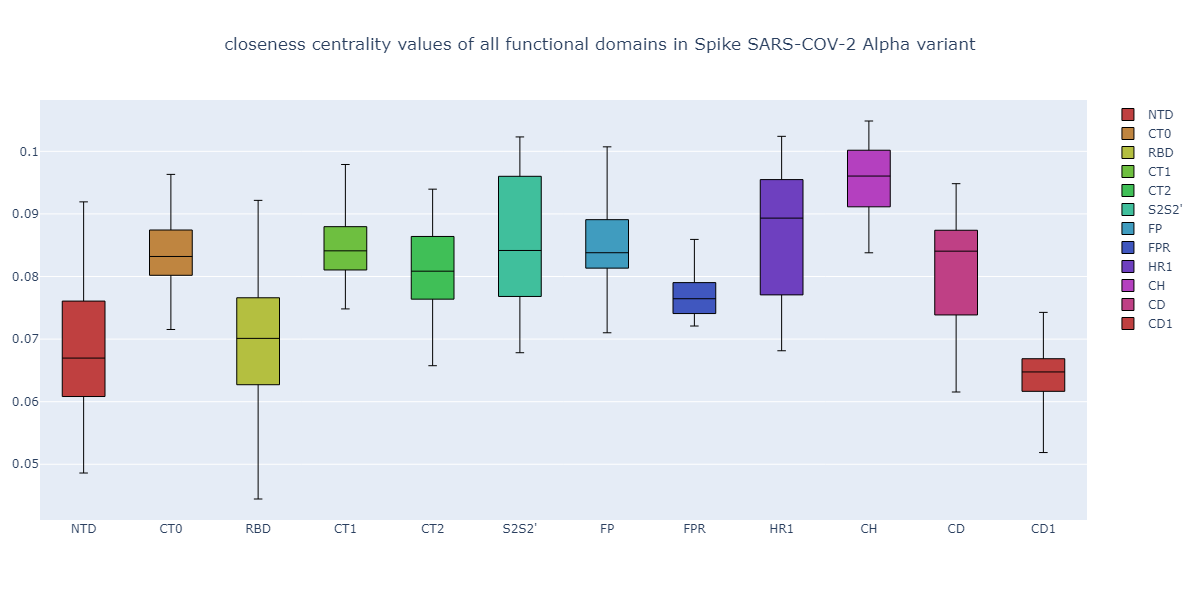 closeness centrality values of all functional domains in Spike SARS-COV-2 Alpha variant
0.1
0.09
0.08
0.07
0.06
0.05
NTD CT0 RBD CT1 CT2 S2S2' FP FPR HR1 CH CD CD1
NTD
CT0
RBD
CT1
CT2
S2S2'
FP
FPR
HR1
CH
CD
CD1